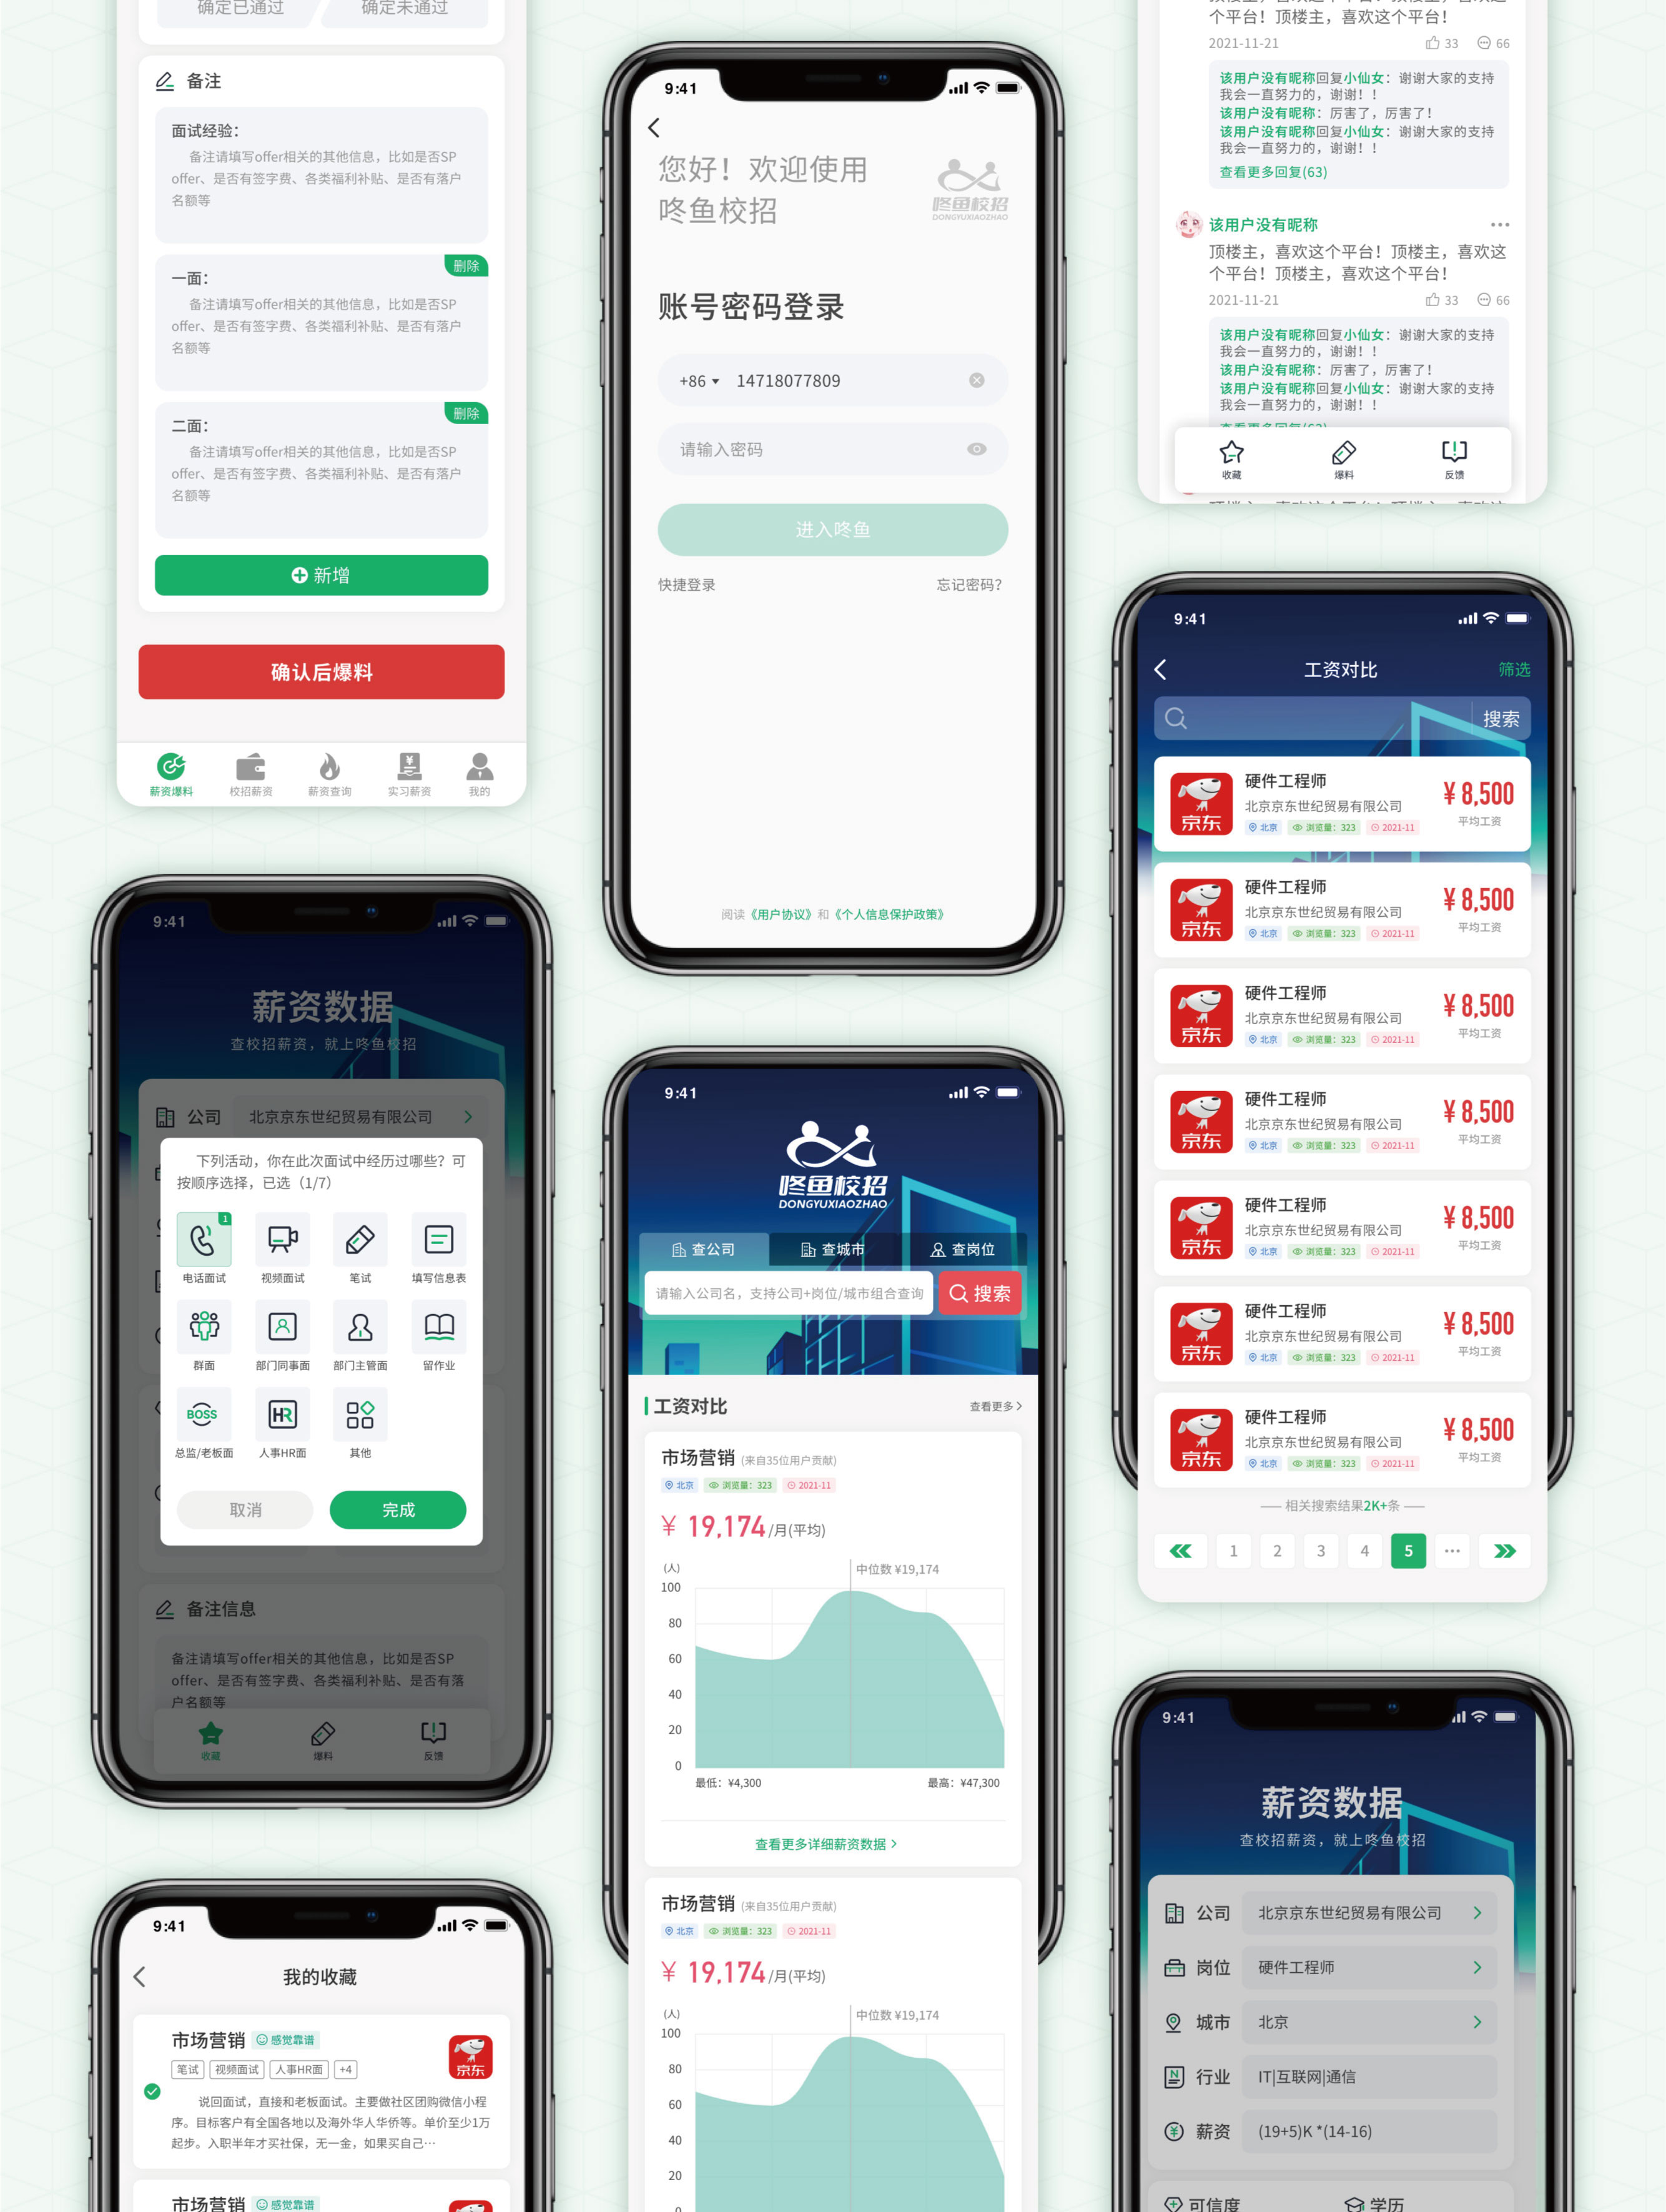 确定已通过
确定未通过
备注
面试经验：
备注请填写offer相关的其他信息，比如是否SP
offer、是否有签字费、各类福利补贴、是否有落户
名额等
删除
一面：
备注请填写offer相关的其他信息，比如是否SP
offer、是否有签字费、各类福利补贴、是否有落户
名额等
删除
二面：
备注请填写offer相关的其他信息，比如是否SP
offer、是否有签字费、各类福利补贴、是否有落户
名额等
新增
确认后爆料
薪资爆料
校招薪资
薪资查询
实习薪资
我的
9:41
薪资数据
查校招薪资，就上咚鱼校招
公司
北京京东世纪贸易有限公司
下列活动，你在此次面试中经历过哪些？可
按顺序选择，已选（1/7）
1
电话面试
视频面试
笔试
填写信息表
群面
部门同事面
部门主管面
留作业
BOSS
HR
总监/老板面
人事HR面
其他
取消
完成
备注信息
备注请填写offer相关的其他信息，比如是否SP
offer、是否有签字费、各类福利补贴、是否有落
户名额等
收藏
爆料
反馈
9:41
我的收藏
市场营销
感觉靠谱
笔试
视频面试
人事HR面
+4
京东
说回面试，直接和老板面试。主要做社区团购微信小程
序。目标客户有全国各地以及海外华人华侨等。单价至少1万
起步。入职半年才买社保，无一金，如果买自己…
市场营销
感觉靠谱
9:41
您好！欢迎使用
咚鱼校招
咚鱼校招
DONGYUXIAOZHAO
账号密码登录
+86
14718077809
请输入密码
进入咚鱼
快捷登录
忘记密码?
阅读《用户协议》和《个人信息保护政策》
9:41
咚鱼校招
DONGYUXIAOZHAO
查公司
查城市
查岗位
请输入公司名，支持公司+岗位/城市组合查询
搜索
工资对比
查看更多
市场营销 (来自35位用户贡献)
北京
浏览量：323
2021-11
¥ 19,174/月(平均)
(人)
中位数 ¥19,174
100
80
60
40
20
0
最低：¥4,300
最高：¥47,300
查看更多详细薪资数据
市场营销 (来自35位用户贡献)
北京
浏览量：323
2021-11
¥ 19,174/月(平均)
(人)
中位数 ¥19,174
100
80
60
40
20
0
个平台！顶楼主，喜欢这个平台！
2021-11-21
33
66
该用户没有昵称回复小仙女：谢谢大家的支持
我会一直努力的，谢谢！！
该用户没有昵称：厉害了，厉害了！
该用户没有昵称回复小仙女：谢谢大家的支持
我会一直努力的，谢谢！！
查看更多回复(63)
该用户没有昵称
顶楼主，喜欢这个平台！顶楼主，喜欢这
个平台！顶楼主，喜欢这个平台！
2021-11-21
33
66
该用户没有昵称回复小仙女：谢谢大家的支持
我会一直努力的，谢谢！！
该用户没有昵称：厉害了，厉害了！
该用户没有昵称回复小仙女：谢谢大家的支持
我会一直努力的，谢谢！！
收藏
爆料
反馈
9:41
工资对比
筛选
搜索
京东
硬件工程师
北京京东世纪贸易有限公司
北京
浏览量：323
2021-11
¥ 8,500
平均工资
京东
硬件工程师
北京京东世纪贸易有限公司
北京
浏览量：323
2021-11
¥ 8,500
平均工资
京东
硬件工程师
北京京东世纪贸易有限公司
北京
浏览量：323
2021-11
¥ 8,500
平均工资
京东
硬件工程师
北京京东世纪贸易有限公司
北京
浏览量：323
2021-11
¥ 8,500
平均工资
京东
硬件工程师
北京京东世纪贸易有限公司
北京
浏览量：323
2021-11
¥ 8,500
平均工资
京东
硬件工程师
北京京东世纪贸易有限公司
北京
浏览量：323
2021-11
¥ 8,500
平均工资
京东
硬件工程师
北京京东世纪贸易有限公司
北京
浏览量：323
2021-11
¥ 8,500
平均工资
相关搜索结果2K+条
1
2
3
4
5
…
9:41
薪资数据
查校招薪资，就上咚鱼校招
公司
北京京东世纪贸易有限公司
岗位
硬件工程师
城市
北京
行业
IT|互联网|通信
薪资
(19+5)K *(14-16)
可信度
学历